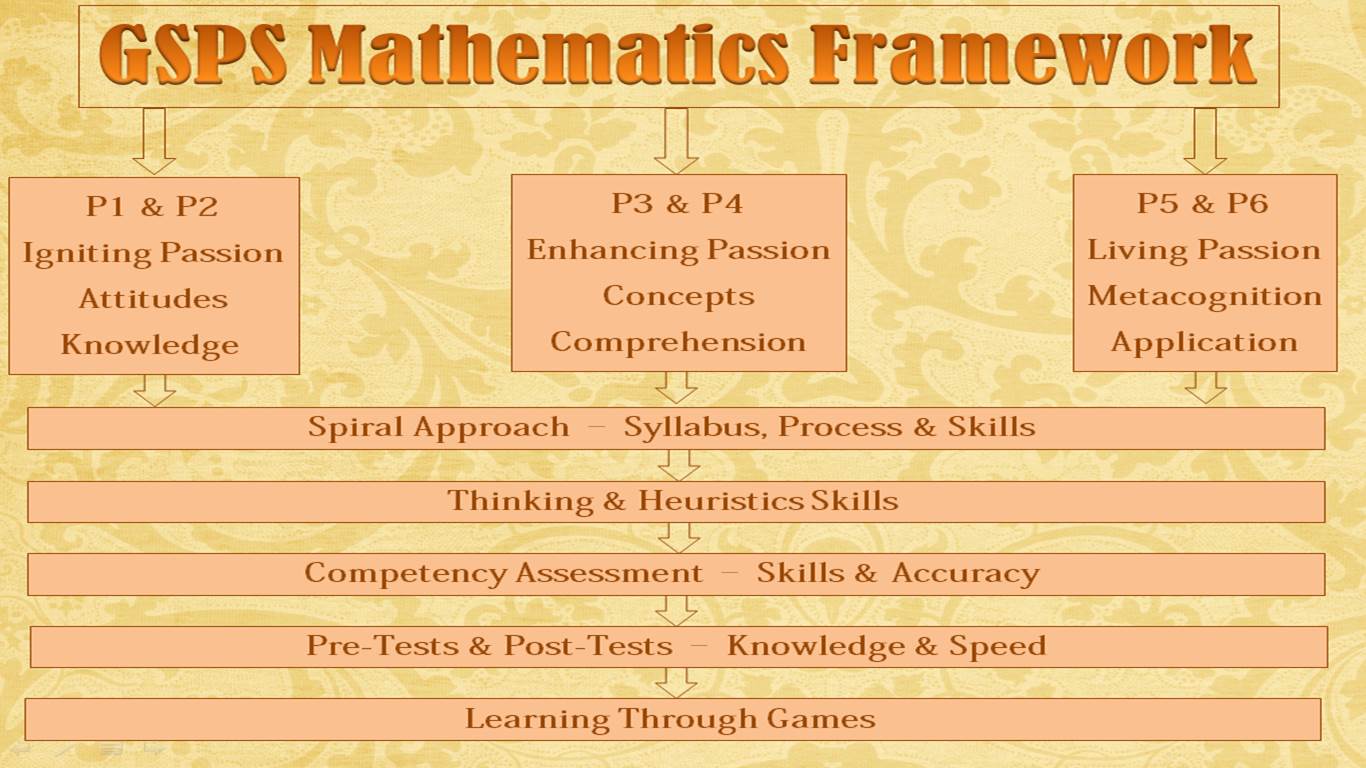 GSPS Mathematics Framework
P1 & P2
Igniting Passion
Attitudes
Knowledge
P3 & P4
Enhancing Passion
Concepts
Comprehension
P5 & P6
Living Passion
Metacognition
Application
Spiral Approach – Syllabus, Process & Skills
Thinking & Heuristics Skills
Competency Assessment – Skills & Accuracy
Pre-Tests & Post-Tests – Knowledge & Speed
Learning Through Games